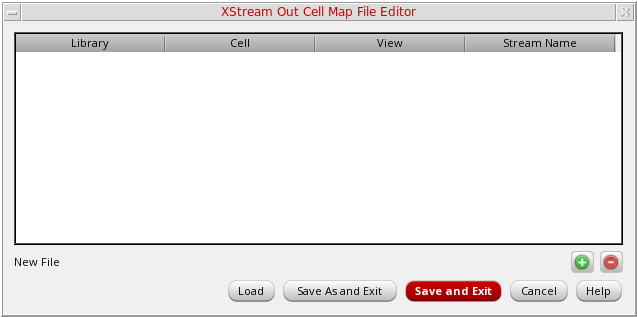 XStream Out Cell Map File Editor
Library Cell View Stream Name
New File
Load Save As and Exit Save and Exit Cancel Help